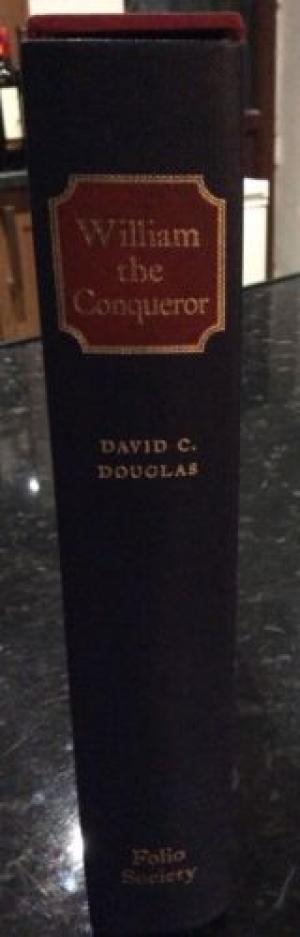 William
the
Conqueror
DAVID C.
DOUGLAS
Folio
Society